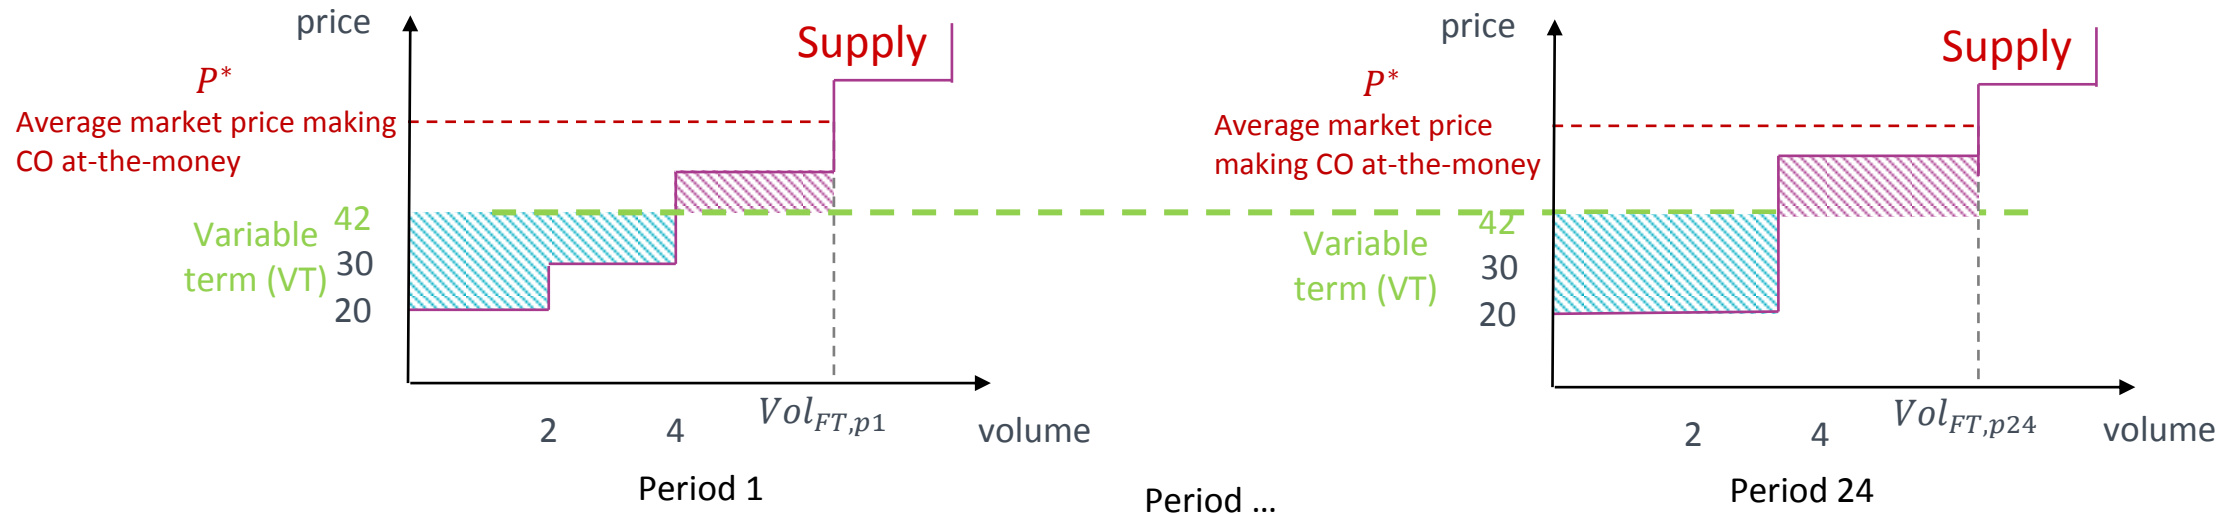 price
Supply
P*
Average market price making
CO at-the-money
42
Variable
term (VT)
30
20
2
4
Vol_{FT,p1}
volume
Period 1
Period ...
price
Supply
P*
Average market price
making CO at-the-money
42
Variable
term (VT)
30
20
2
4
Vol_{FT,p24}
volume
Period 24